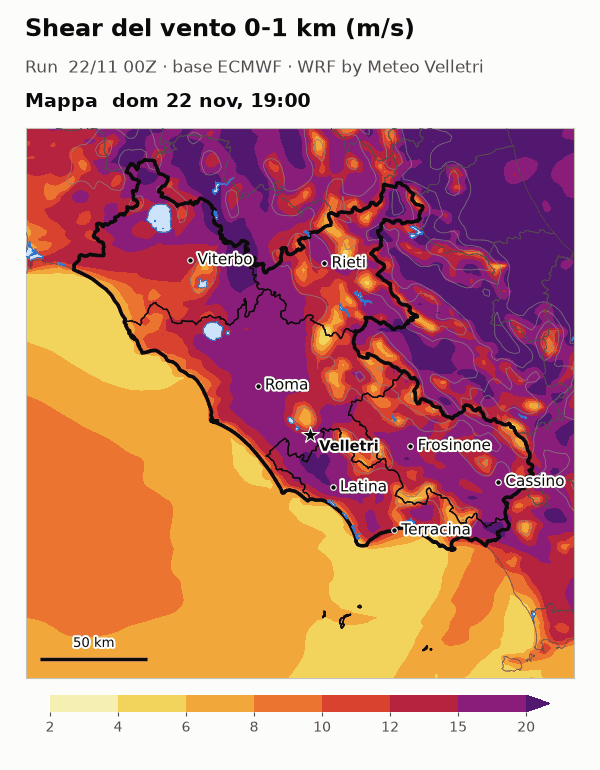 Shear del vento 0-1 km (m/s)
Run  22/11 00Z · base ECMWF · WRF by Meteo Velletri
Mappa  dom 22 nov, 19:00
Viterbo
Rieti
Roma
Velletri
Frosinone
Latina
Cassino
Terracina
50 km
2 4 6 8 10 12 15 20